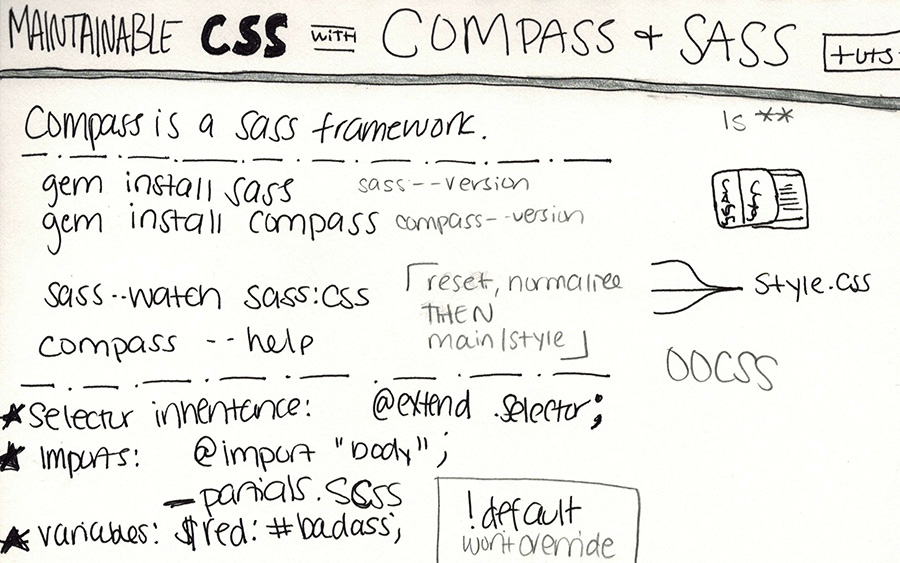 MAINTAINABLE CSS WITH COMPASS + SASS tuts
Compass is a sass framework.
ls **
gem install sass sass--version
gem install compass compass--version
sass--watch sass:css
compass --help
reset, normalize
THEN
main/style
style.css
OOCSS
Selector inheritance: @extend .selector;
Imports: @import "body";
_partials.scss
variables: $red: #badass;
!default
won't override